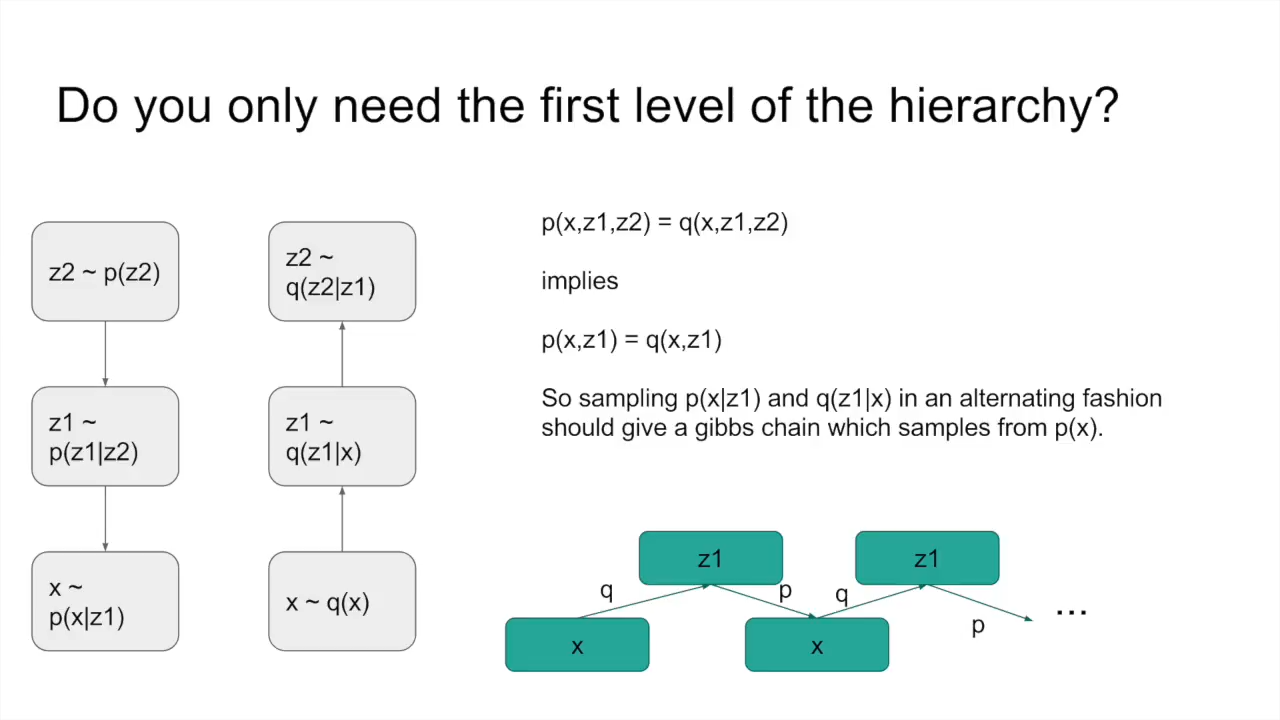 Do you only need the first level of the hierarchy?
z2 ~ p(z2)
z1 ~
p(z1|z2)
x ~
p(x|z1)
z2 ~
q(z2|z1)
z1 ~
q(z1|x)
x ~ q(x)
p(x,z1,z2) = q(x,z1,z2)
implies
p(x,z1) = q(x,z1)
So sampling p(x|z1) and q(z1|x) in an alternating fashion
should give a gibbs chain which samples from p(x).
z1
z1
q
p
q
p
...
x
x